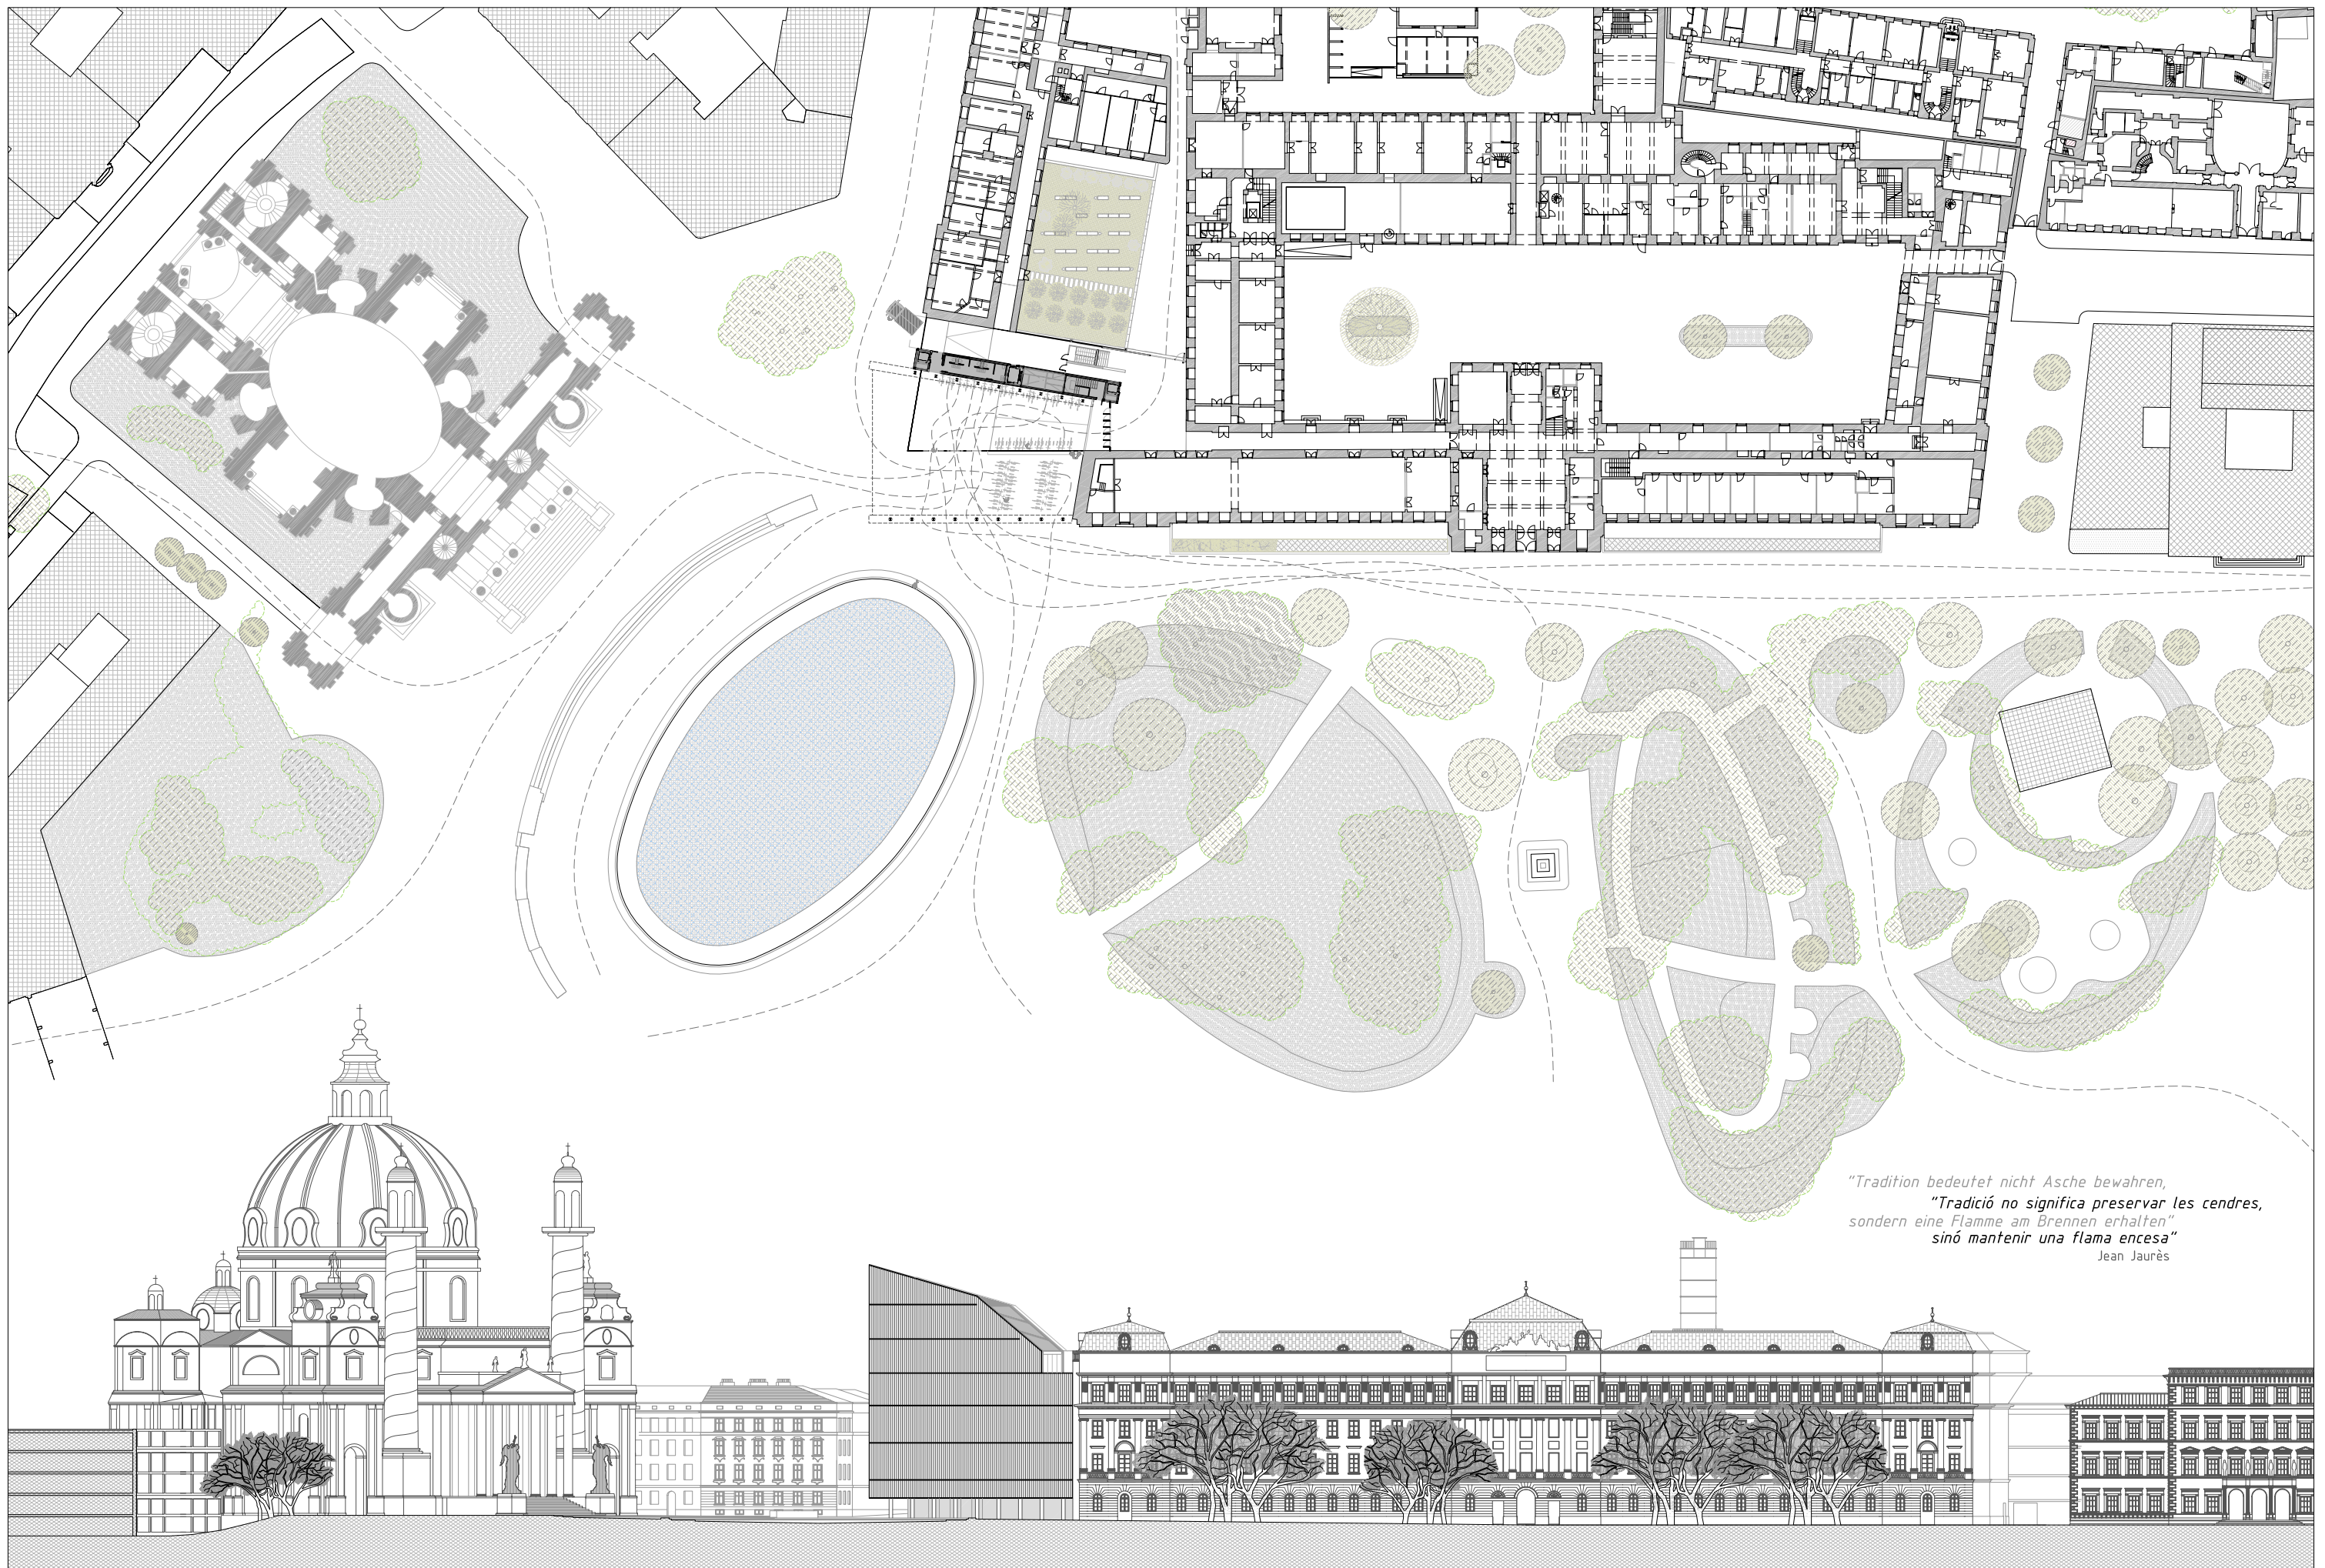 "Tradition bedeutet nicht Asche bewahren,
"Tradició no significa preservar les cendres,
sondern eine Flamme am Brennen erhalten"
sinó mantenir una flama encesa"
Jean Jaurès